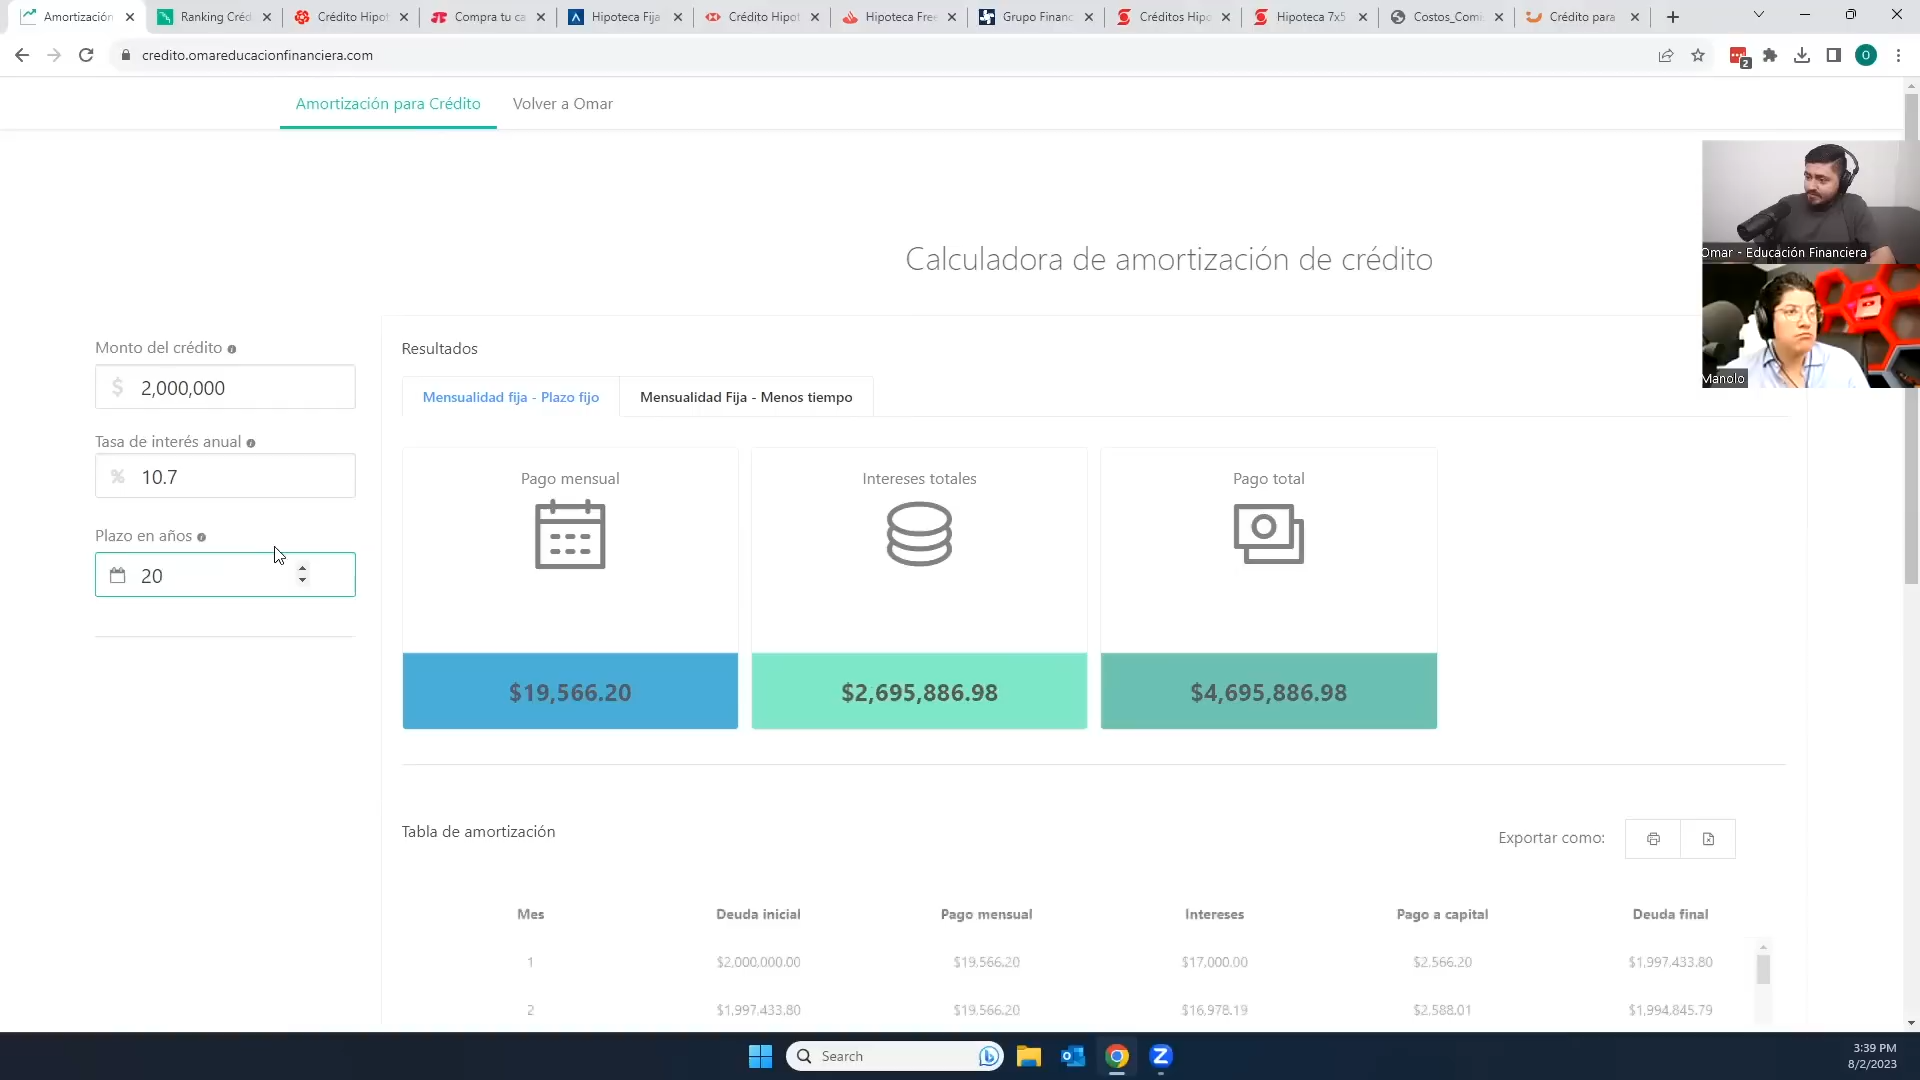 Amortización
Ranking Créd
Crédito Hipot
Compra tu ca
Hipoteca Fija
Crédito Hipot
Hipoteca Free
Grupo Financ
Créditos Hipo
Hipoteca 7x5
Costos_Comi
Crédito para
credito.omareducacionfinanciera.com
2
O
Amortización para Crédito
Volver a Omar
Omar - Educación Financiera
Manolo
Calculadora de amortización de crédito
Monto del crédito
$ 2,000,000
Tasa de interés anual
% 10.7
Plazo en años
20
Resultados
Mensualidad fija - Plazo fijo
Mensualidad Fija - Menos tiempo
Pago mensual
Intereses totales
Pago total
$19,566.20
$2,695,886.98
$4,695,886.98
Tabla de amortización
Exportar como:
Mes Deuda inicial Pago mensual Intereses Pago a capital Deuda final
1 $2,000,000.00 $19,566.20 $17,000.00 $2,566.20 $1,997,433.80
2 $1,997,433.80 $19,566.20 $16,978.19 $2,588.01 $1,994,845.79
Search
3:39 PM
8/2/2023